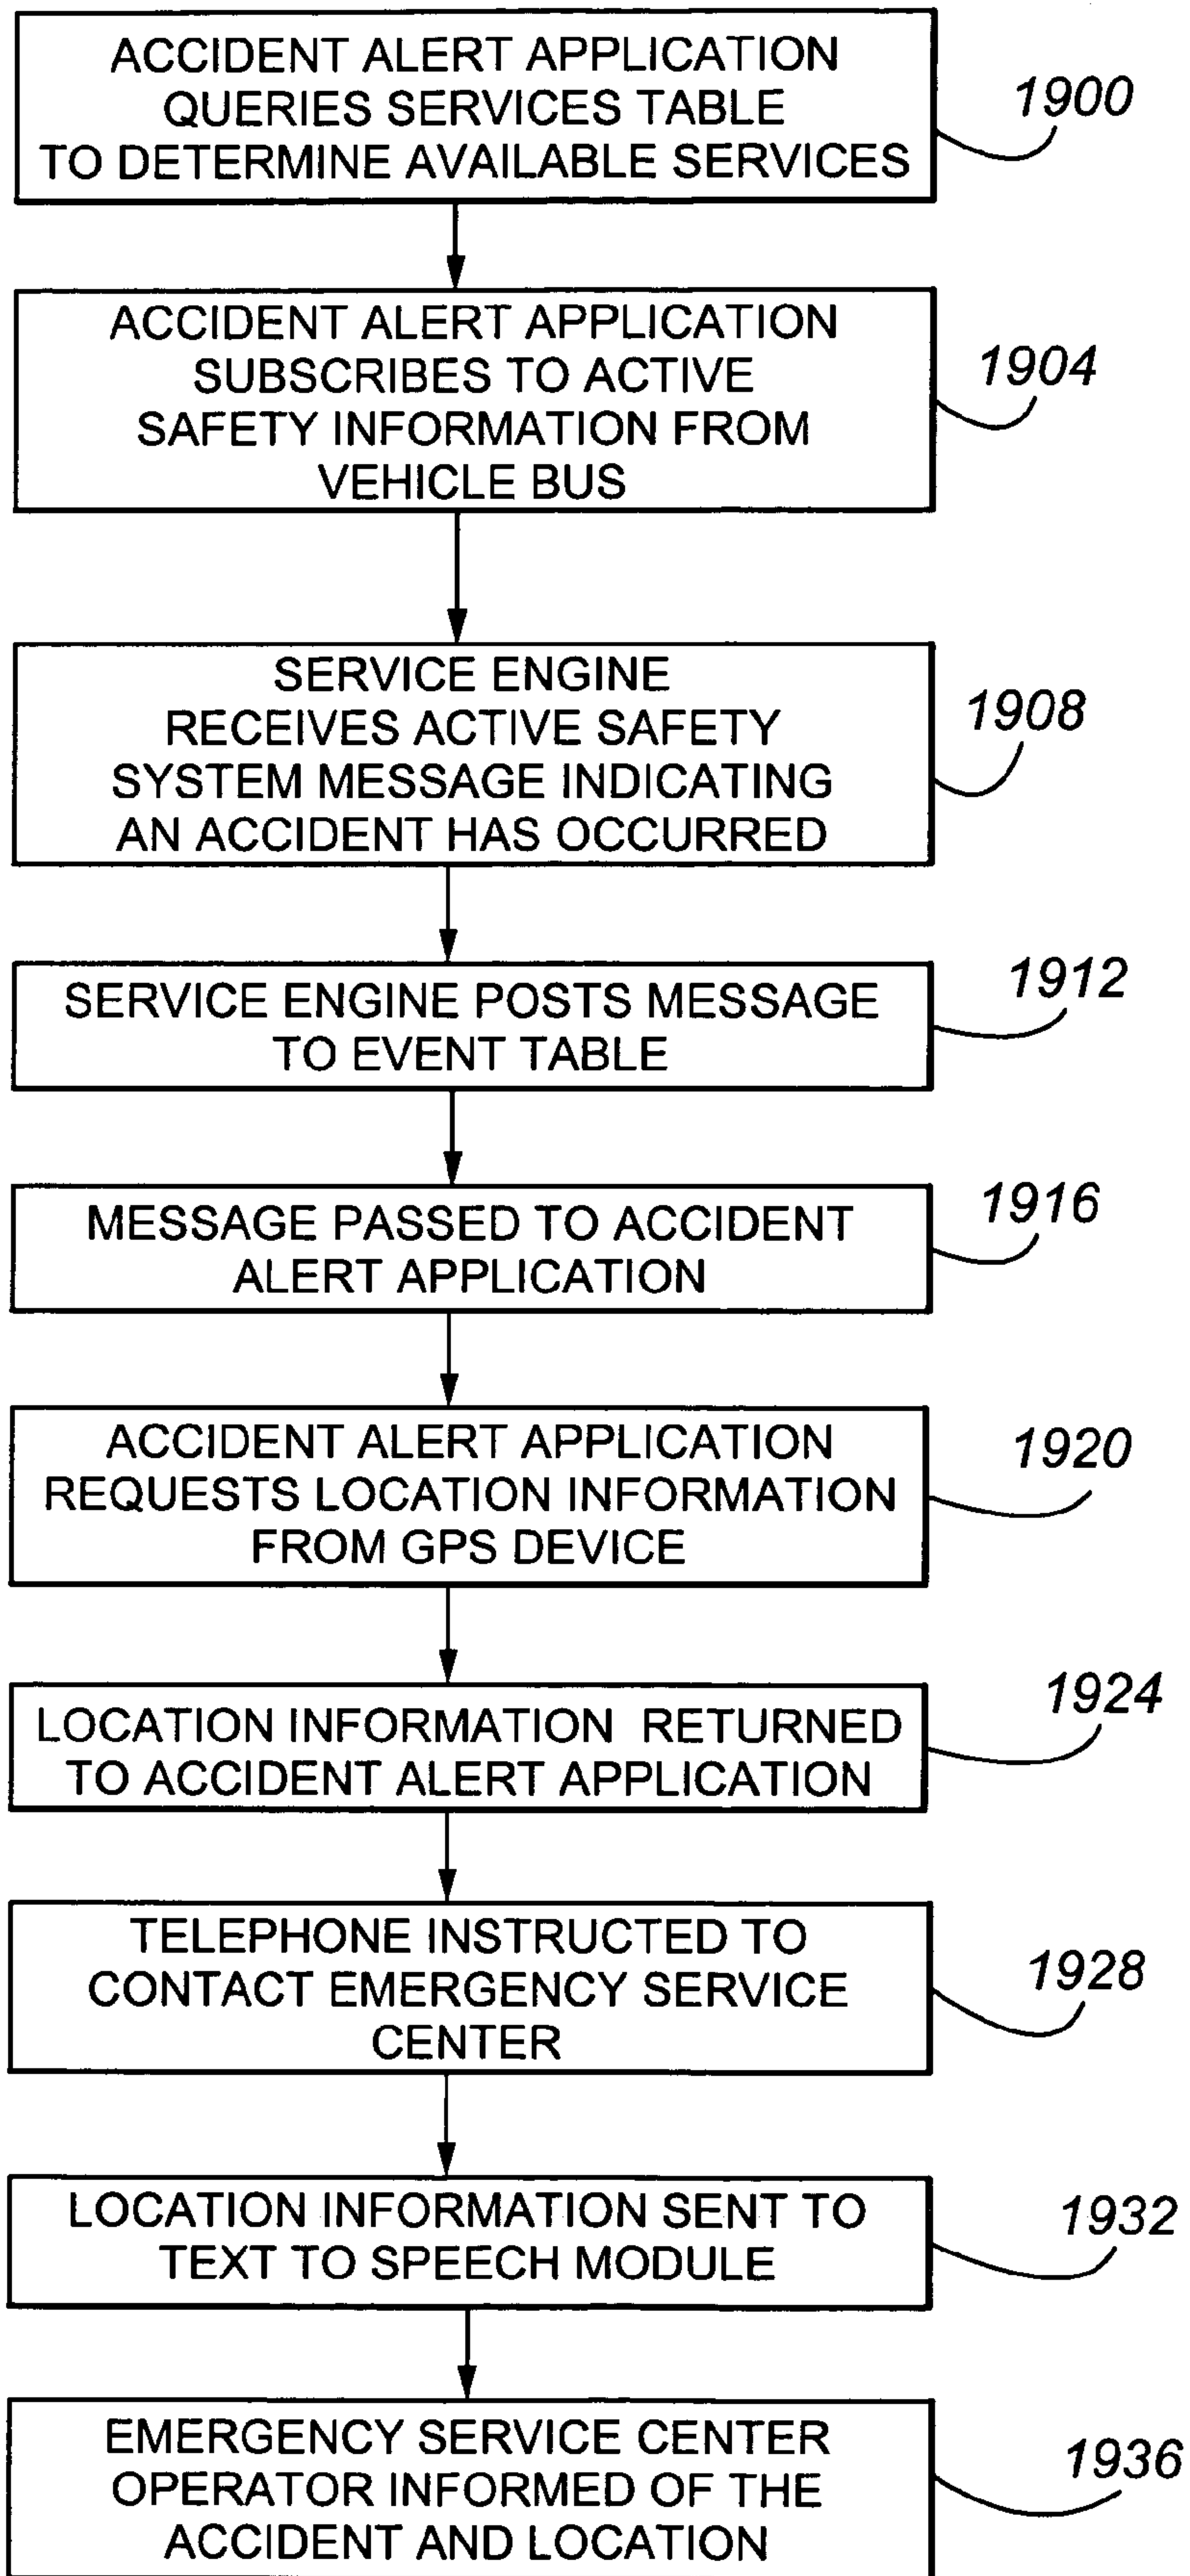 ACCIDENT ALERT APPLICATION
QUERIES SERVICES TABLE
TO DETERMINE AVAILABLE SERVICES
1900
ACCIDENT ALERT APPLICATION
SUBSCRIBES TO ACTIVE
SAFETY INFORMATION FROM
VEHICLE BUS
1904
SERVICE ENGINE
RECEIVES ACTIVE SAFETY
SYSTEM MESSAGE INDICATING
AN ACCIDENT HAS OCCURRED
1908
SERVICE ENGINE POSTS MESSAGE
TO EVENT TABLE
1912
MESSAGE PASSED TO ACCIDENT
ALERT APPLICATION
1916
ACCIDENT ALERT APPLICATION
REQUESTS LOCATION INFORMATION
FROM GPS DEVICE
1920
LOCATION INFORMATION RETURNED
TO ACCIDENT ALERT APPLICATION
1924
TELEPHONE INSTRUCTED TO
CONTACT EMERGENCY SERVICE
CENTER
1928
LOCATION INFORMATION SENT TO
TEXT TO SPEECH MODULE
1932
EMERGENCY SERVICE CENTER
OPERATOR INFORMED OF THE
ACCIDENT AND LOCATION
1936